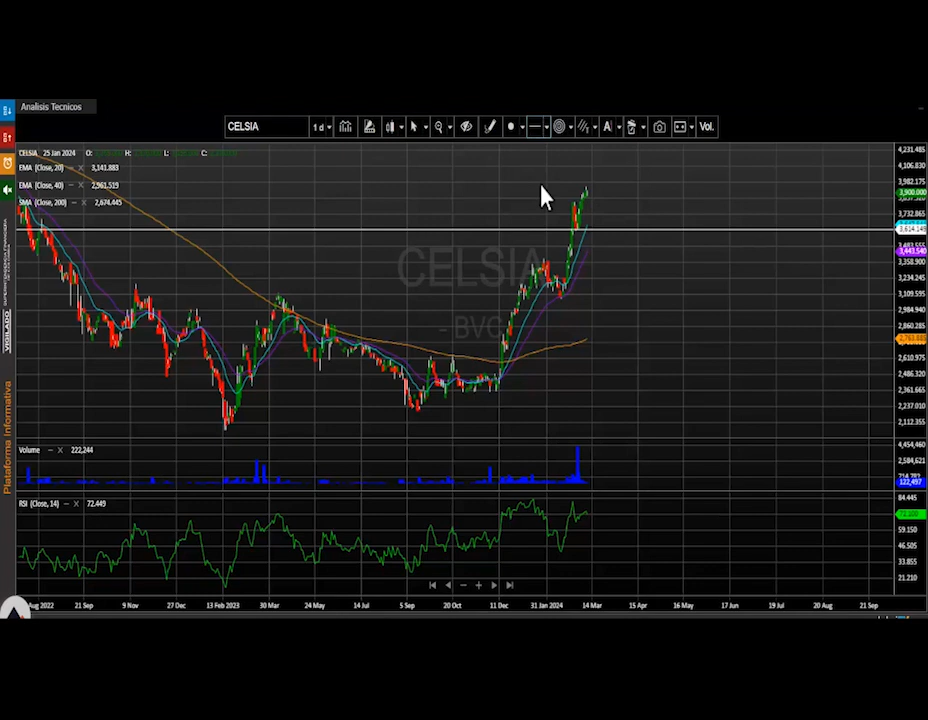 Analisis Tecnicos
CELSIA 1 d Vol.
CELSIA 25 Jan 2024 O: H: L: C:
EMA (Close, 20) – X 3,141.883
EMA (Close, 40) – X 2,961.519
SMA (Close, 200) – X 2,674.445
CELSIA
- BVC
4,231.485
4,106.830
3,982.175
3,900.000
3,732.865
3,614.149
3,443.540
3,358.900
3,234.245
3,109.595
2,984.940
2,860.285
2,610.975
2,486.320
2,361.665
2,237.010
2,112.355
Volume – X 222,244
4,454,460
2,584,621
122,497
RSI (Close, 14) – X 72.449
84.445
59.150
46.505
33.855
21.210
Aug 2022 21 Sep 9 Nov 27 Dec 13 Feb 2023 30 Mar 24 May 14 Jul 5 Sep 20 Oct 11 Dec 31 Jan 2024 14 Mar 15 Apr 16 May 17 Jun 19 Jul 20 Aug 21 Sep
VIGILADO
Plataforma Informativa